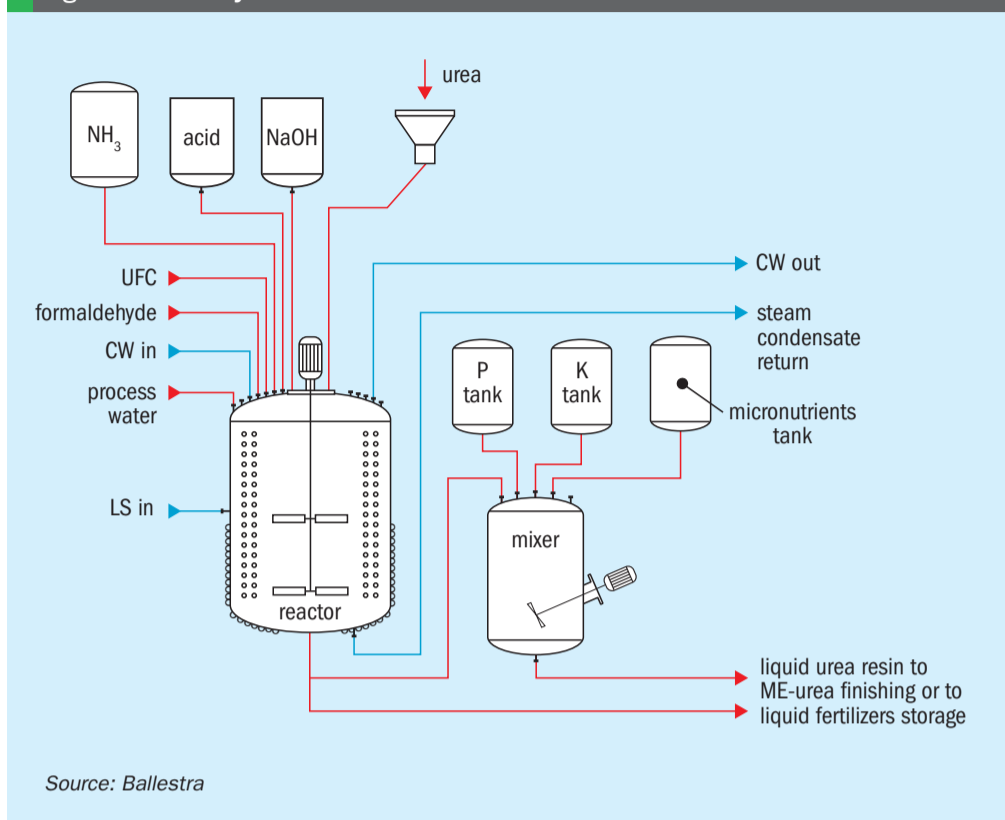 urea
NH3
acid
NaOH
UFC
formaldehyde
CW in
process
water
LS in
reactor
CW out
steam
condensate
return
P
tank
K
tank
micronutrients
tank
mixer
liquid urea resin to
ME-urea finishing or to
liquid fertilizers storage
Source: Ballestra